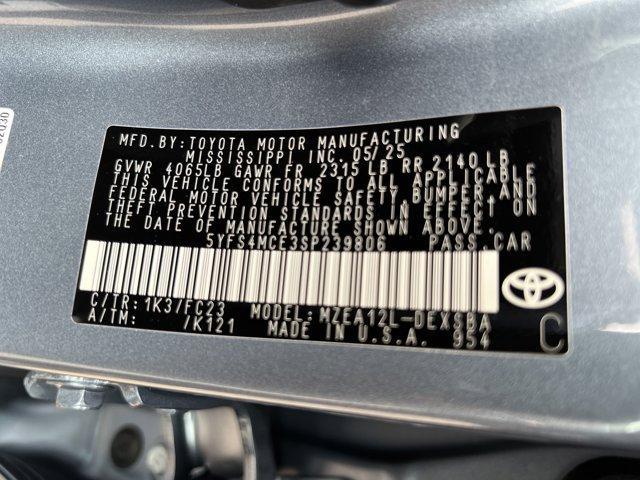 MFD. BY: TOYOTA MOTOR MANUFACTURING
MISSISSIPPI INC. 05/25
GVWR 4065LB GAWR FR 2315 LB RR 2140 LB
THIS VEHICLE CONFORMS TO ALL APPLICABLE
FEDERAL MOTOR VEHICLE SAFETY, BUMPER, AND
THEFT PREVENTION STANDARDS IN EFFECT ON
THE DATE OF MANUFACTURE SHOWN ABOVE.
5YFS4MCE3SP239806 PASS. CAR
C/TR: 1K3/FC23 MODEL: MZEA12L-DEXSBA
A/TM: /K121 MADE IN U.S.A. 954
C